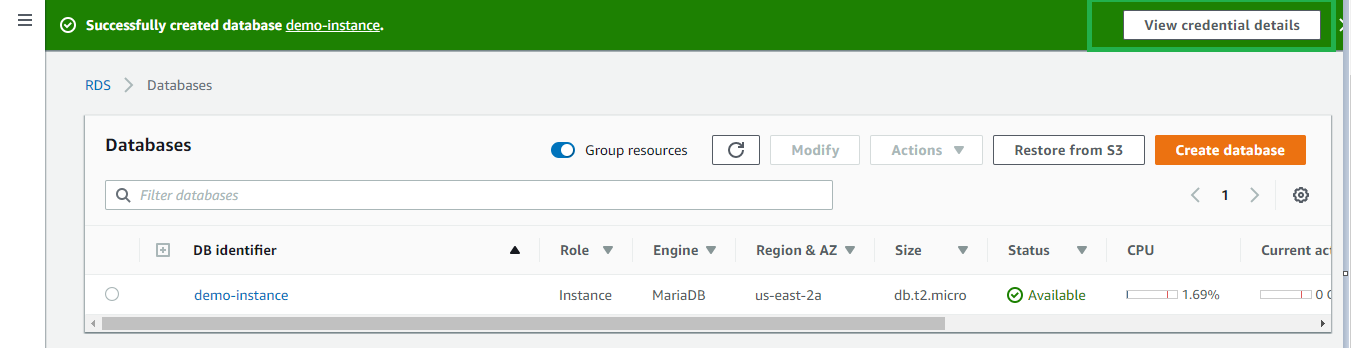 Successfully created database demo-instance.
View credential details
RDS > Databases
Databases
Group resources
Modify
Actions
Restore from S3
Create database
Filter databases
1
DB identifier Role Engine Region & AZ Size Status CPU Current
demo-instance Instance MariaDB us-east-2a db.t2.micro Available 1.69% 0